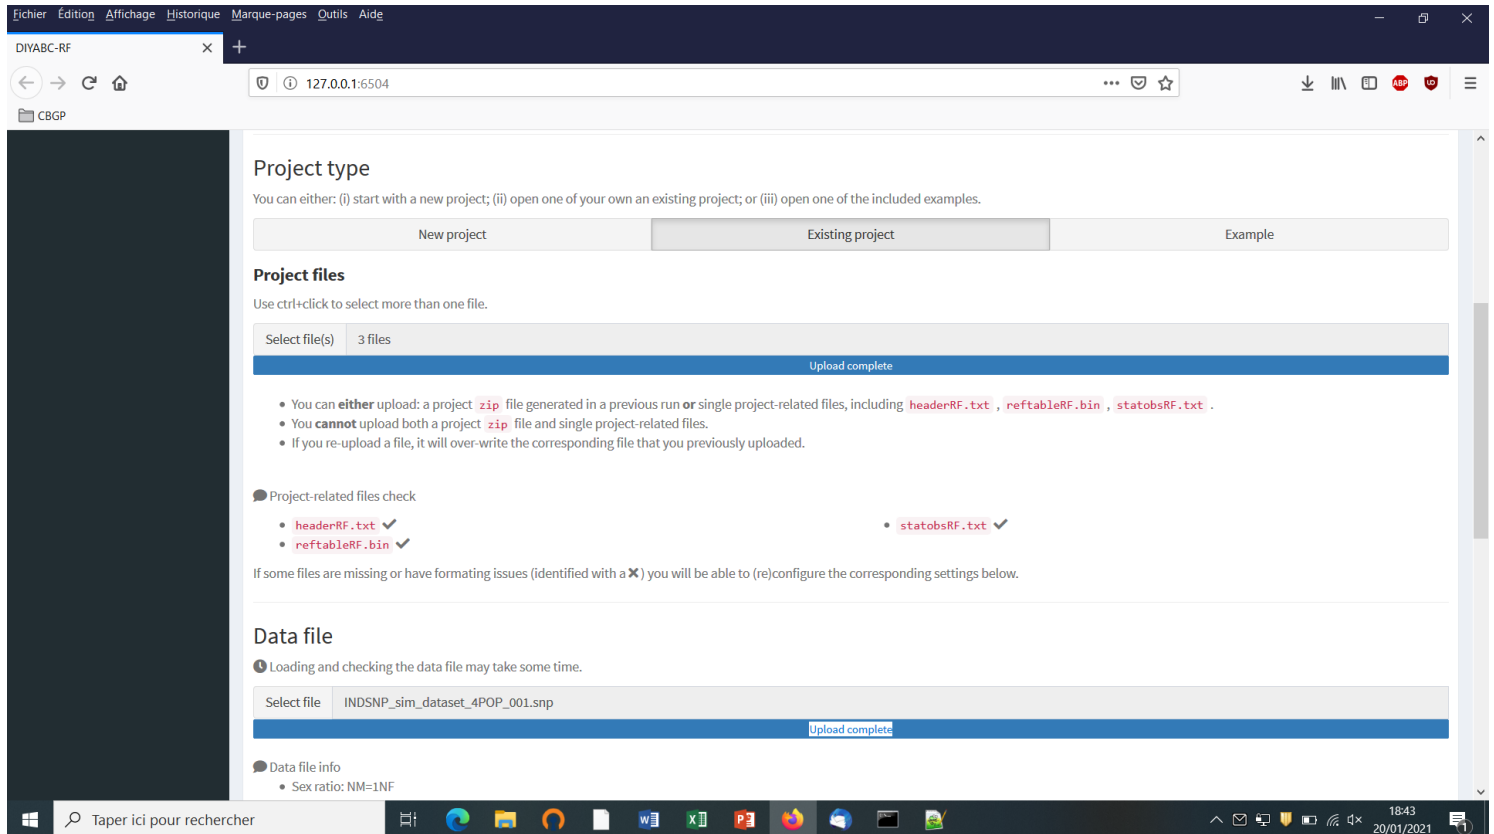 Fichier Édition Affichage Historique Marque-pages Outils Aide
DIYABC-RF
127.0.0.1:6504
ABP
CBGP
Project type
You can either: (i) start with a new project; (ii) open one of your own an existing project; or (iii) open one of the included examples.
New project Existing project Example
Project files
Use ctrl+click to select more than one file.
Select file(s) 3 files
Upload complete
You can either upload: a project zip file generated in a previous run or single project-related files, including headerRF.txt , reftableRF.bin , statobsRF.txt .
You cannot upload both a project zip file and single project-related files.
If you re-upload a file, it will over-write the corresponding file that you previously uploaded.
Project-related files check
headerRF.txt statobsRF.txt
reftableRF.bin
If some files are missing or have formating issues (identified with a ✖) you will be able to (re)configure the corresponding settings below.
Data file
Loading and checking the data file may take some time.
Select file INDSNP_sim_dataset_4POP_001.snp
Upload complete
Data file info
Sex ratio: NM=1NF
Taper ici pour rechercher
18:43
20/01/2021
1